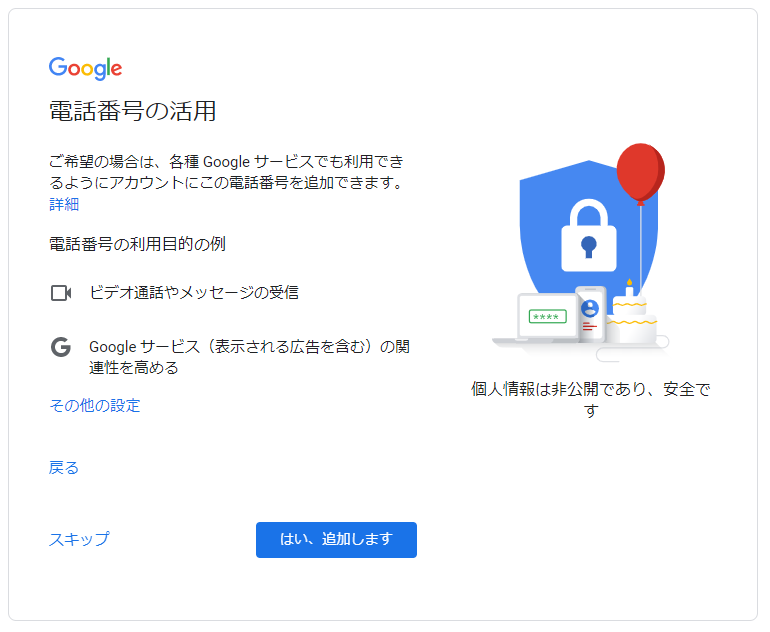 Google
電話番号の活用
ご希望の場合は、各種 Google サービスでも利用でき
るようにアカウントにこの電話番号を追加できます。
詳細
電話番号の利用目的の例
ビデオ通話やメッセージの受信
G
Google サービス（表示される広告を含む）の関
連性を高める
その他の設定
戻る
スキップ
はい、追加します
****
個人情報は非公開であり、安全で
す